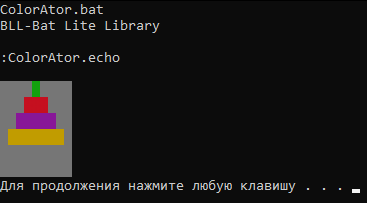 ColorAtor.bat
BLL-Bat Lite Library
:ColorAtor.echo
Для продолжения нажмите любую клавишу . . .